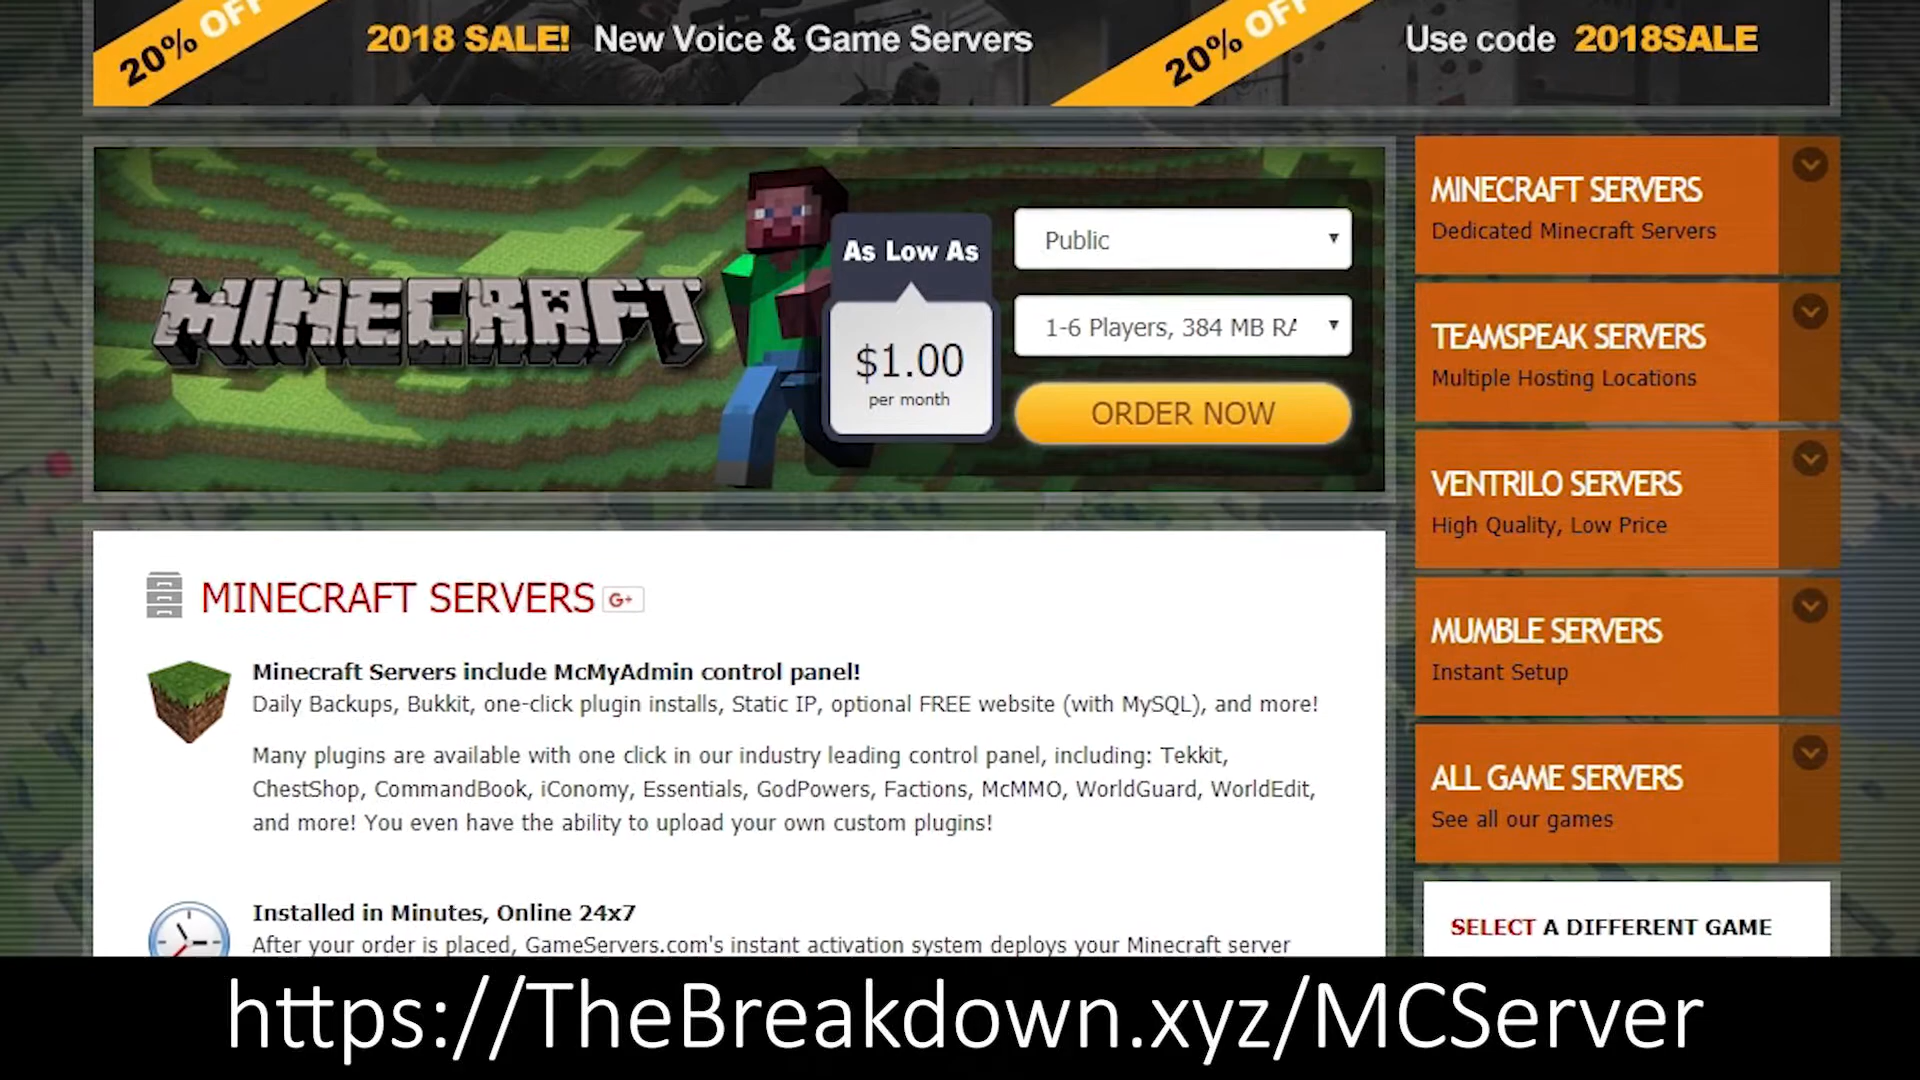 20% OFF
2018 SALE! New Voice & Game Servers
20% OFF
Use code 2018SALE
MINECRAFT
As Low As
$1.00
per month
Public
1-6 Players, 384 MB RA
ORDER NOW
MINECRAFT SERVERS
Dedicated Minecraft Servers
TEAMSPEAK SERVERS
Multiple Hosting Locations
VENTRILO SERVERS
High Quality, Low Price
MUMBLE SERVERS
Instant Setup
ALL GAME SERVERS
See all our games
SELECT A DIFFERENT GAME
MINECRAFT SERVERS G+
Minecraft Servers include McMyAdmin control panel!
Daily Backups, Bukkit, one-click plugin installs, Static IP, optional FREE website (with MySQL), and more!
Many plugins are available with one click in our industry leading control panel, including: Tekkit,
ChestShop, CommandBook, iConomy, Essentials, GodPowers, Factions, McMMO, WorldGuard, WorldEdit,
and more! You even have the ability to upload your own custom plugins!
Installed in Minutes, Online 24x7
After your order is placed, GameServers.com's instant activation system deploys your Minecraft server
https://TheBreakdown.xyz/MCServer